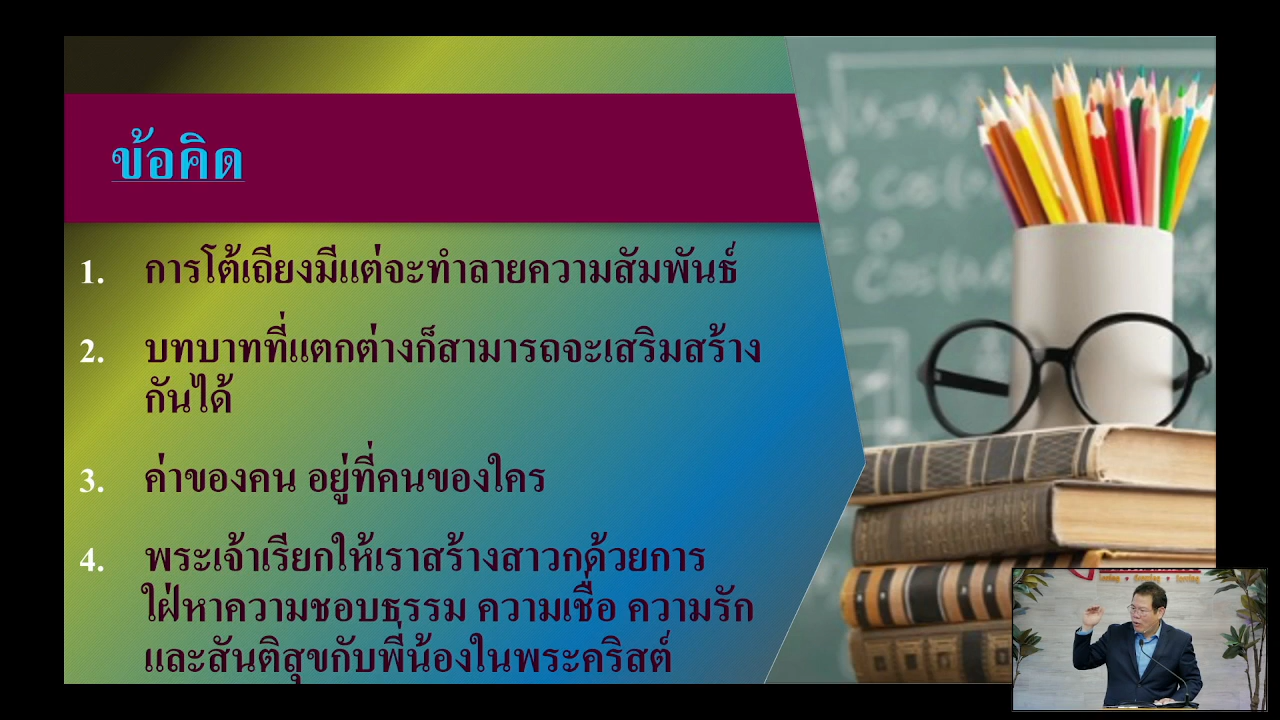 ข้อคิด
1. การโต้เถียงมีแต่จะทำลายความสัมพันธ์
2. บทบาทที่แตกต่างก็สามารถจะเสริมสร้าง
กันได้
3. ค่าของคน อยู่ที่คนของใคร
4. พระเจ้าเรียกให้เราสร้างสาวกด้วยการ
ใฝ่หาความชอบธรรม ความเชื่อ ความรัก
และสันติสุขกับพี่น้องในพระคริสต์